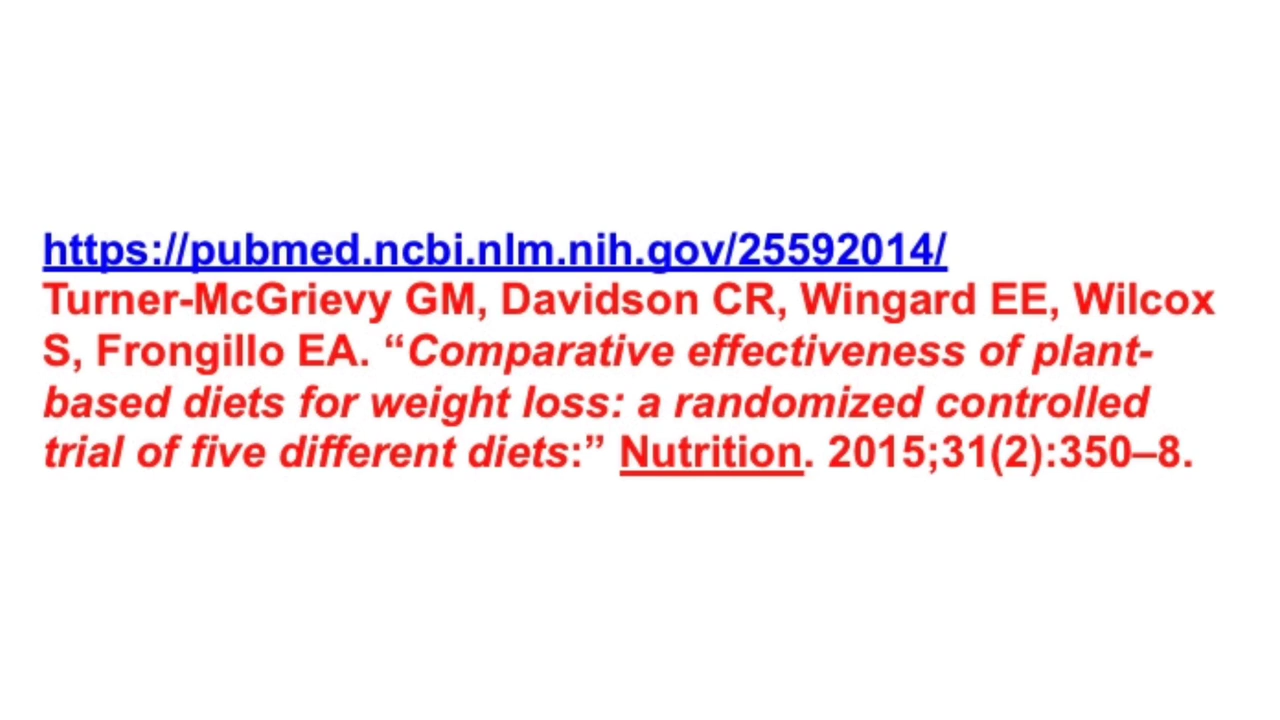 https://pubmed.ncbi.nlm.nih.gov/25592014/
Turner-McGrievy GM, Davidson CR, Wingard EE, Wilcox
S, Frongillo EA. “Comparative effectiveness of plant-
based diets for weight loss: a randomized controlled
trial of five different diets:” Nutrition. 2015;31(2):350–8.